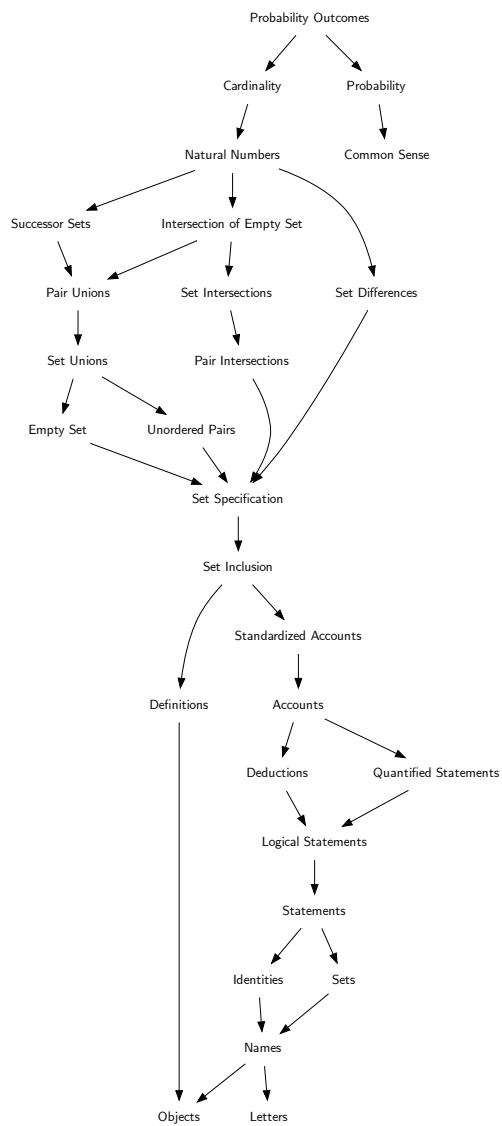 Probability Outcomes
Cardinality
Probability
Natural Numbers
Common Sense
Successor Sets
Intersection of Empty Set
Pair Unions
Set Intersections
Set Differences
Set Unions
Pair Intersections
Empty Set
Unordered Pairs
Set Specification
Set Inclusion
Standardized Accounts
Definitions
Accounts
Deductions
Quantified Statements
Logical Statements
Statements
Identities
Sets
Names
Objects
Letters